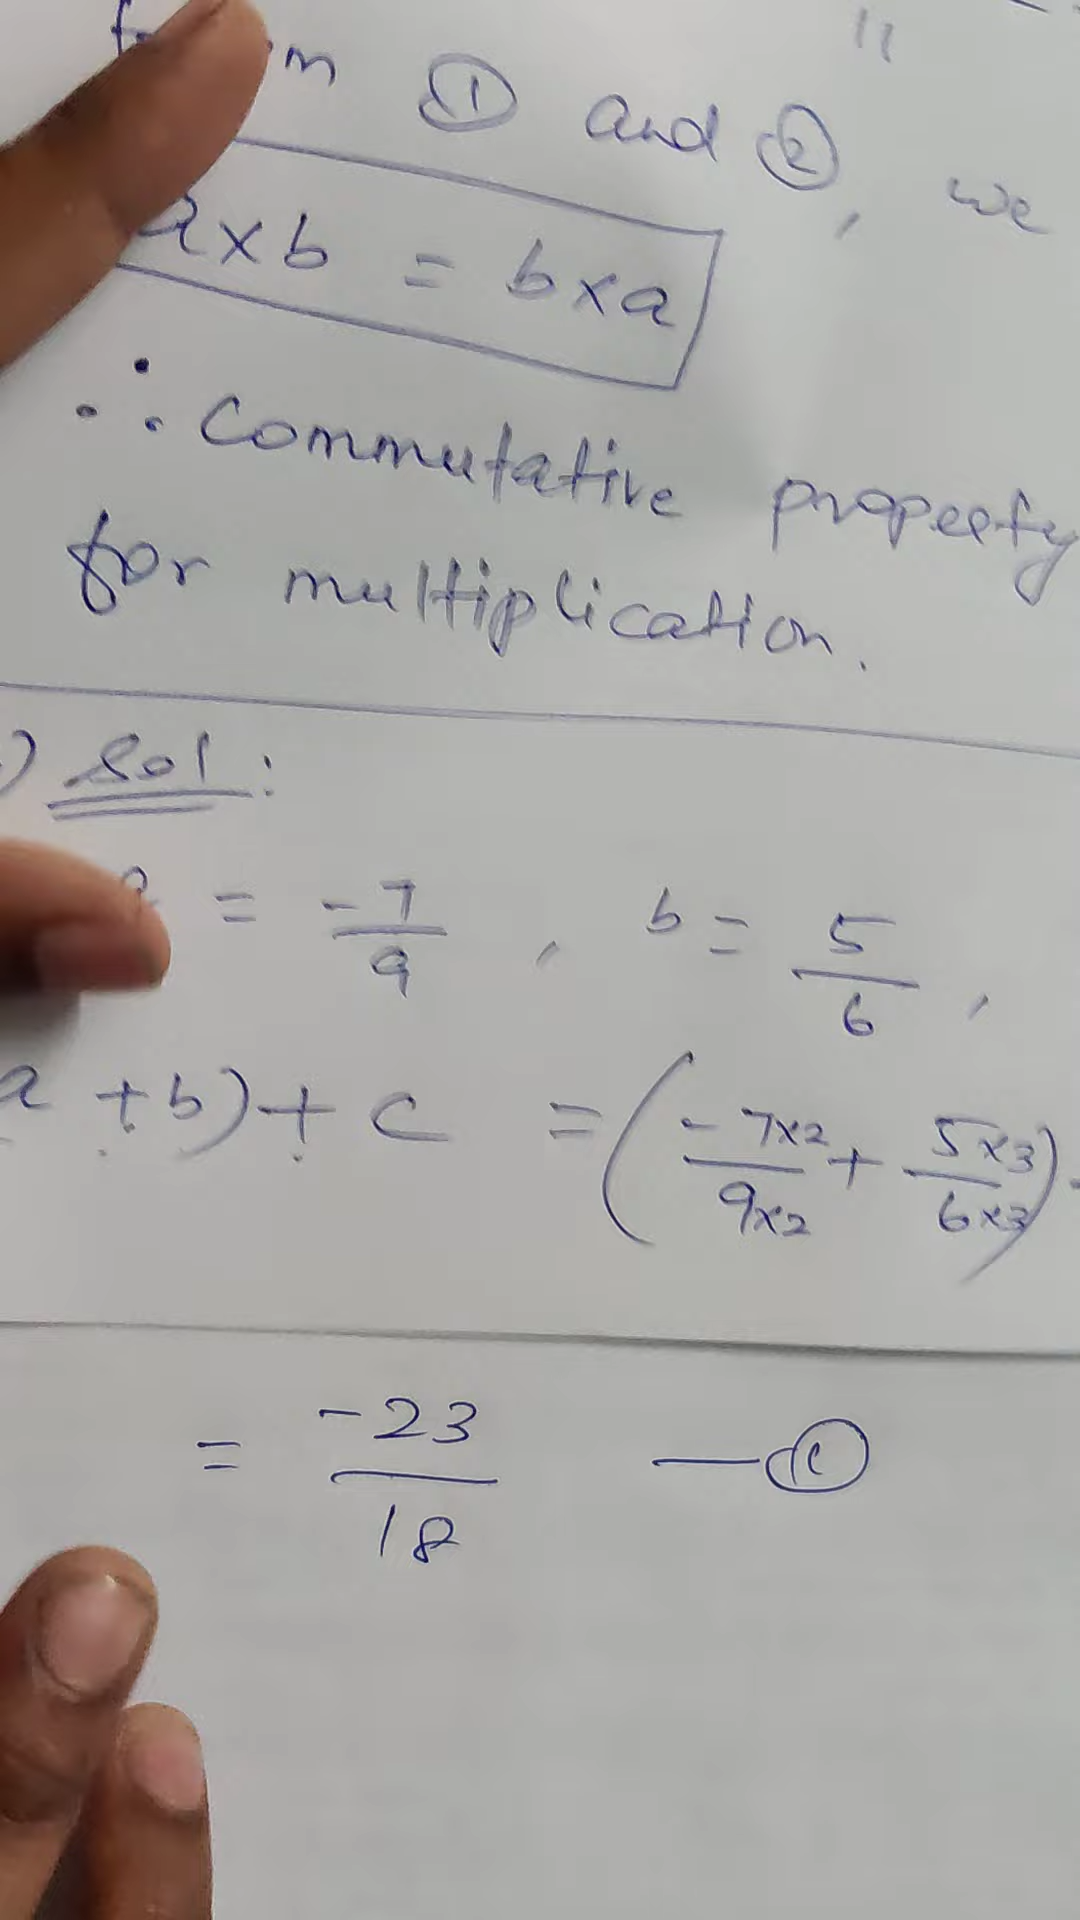 m ① and ②, we
a×b = b×a
∴ Commutative property
for multiplication.
) Sol:
a = -7/9 , b = 5/6 ,
a + b) + c = (-7×2/9×2 + 5×3/6×3)
= -23/18